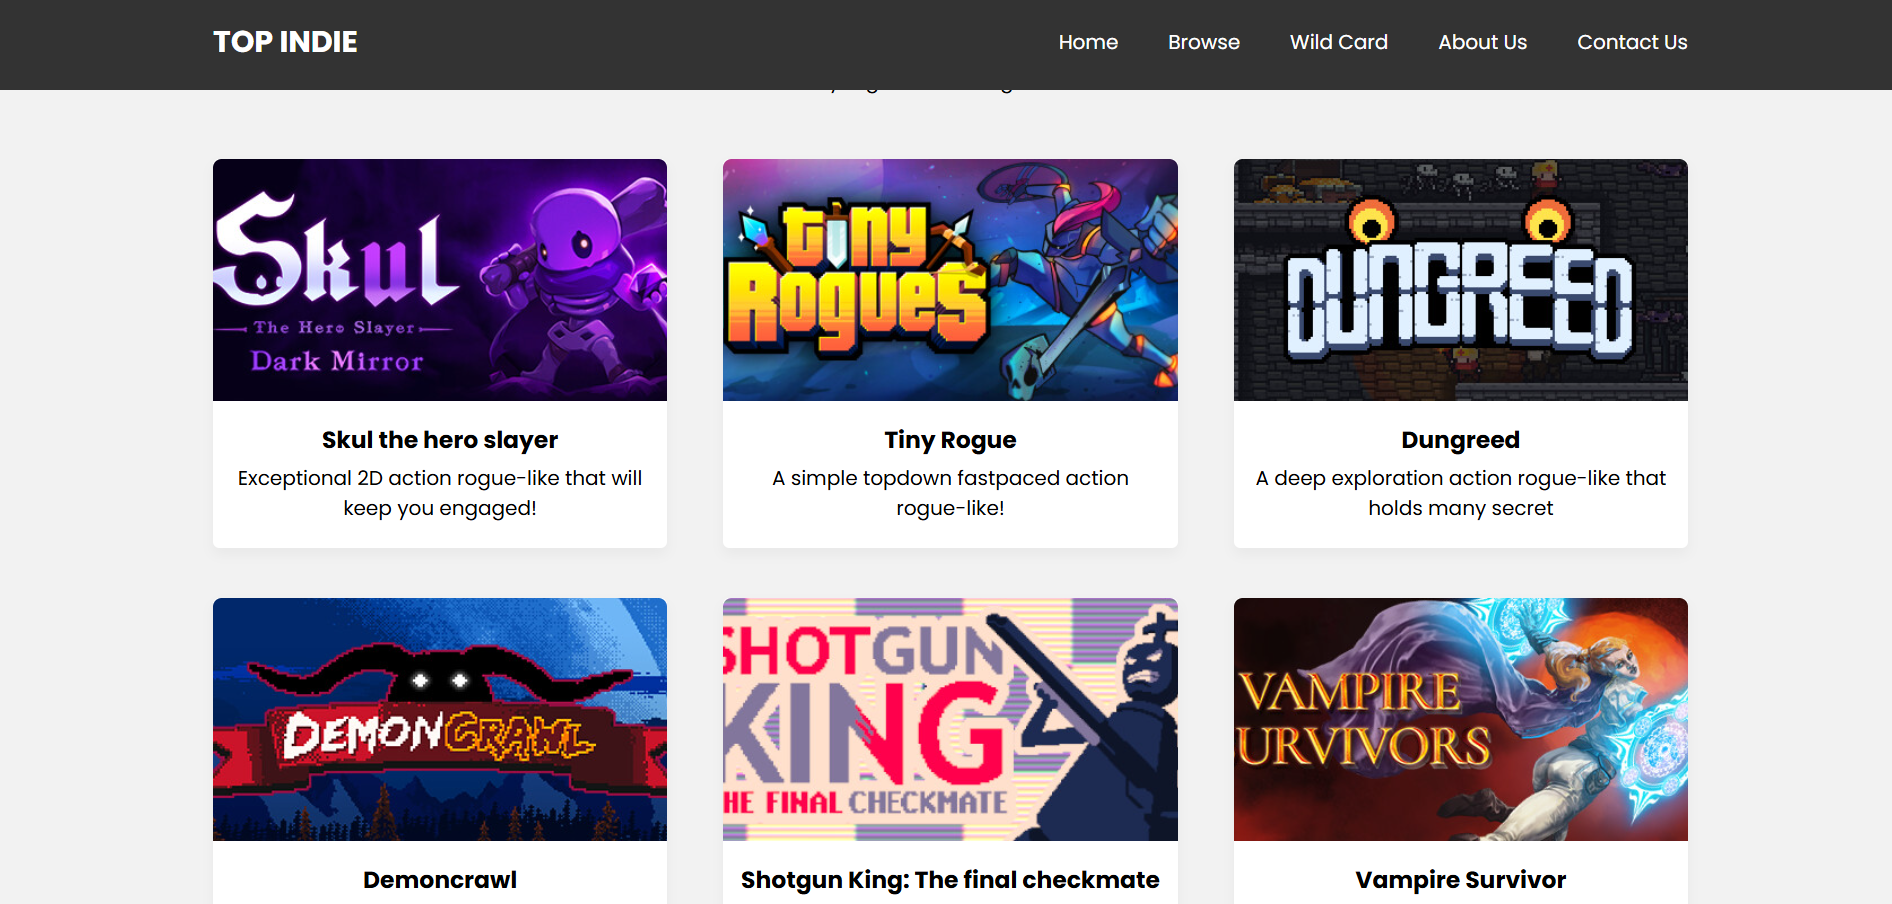 TOP INDIE
Home Browse Wild Card About Us Contact Us
Skul
The Hero Slayer
Dark Mirror
tiny
Rogues
DUNGREED
Skul the hero slayer
Exceptional 2D action rogue-like that will
keep you engaged!
Tiny Rogue
A simple topdown fastpaced action
rogue-like!
Dungreed
A deep exploration action rogue-like that
holds many secret
DEMONCRAWL
SHOTGUN
KING
HE FINAL CHECKMATE
VAMPIRE
URVIVORS
Demoncrawl
Shotgun King: The final checkmate
Vampire Survivor